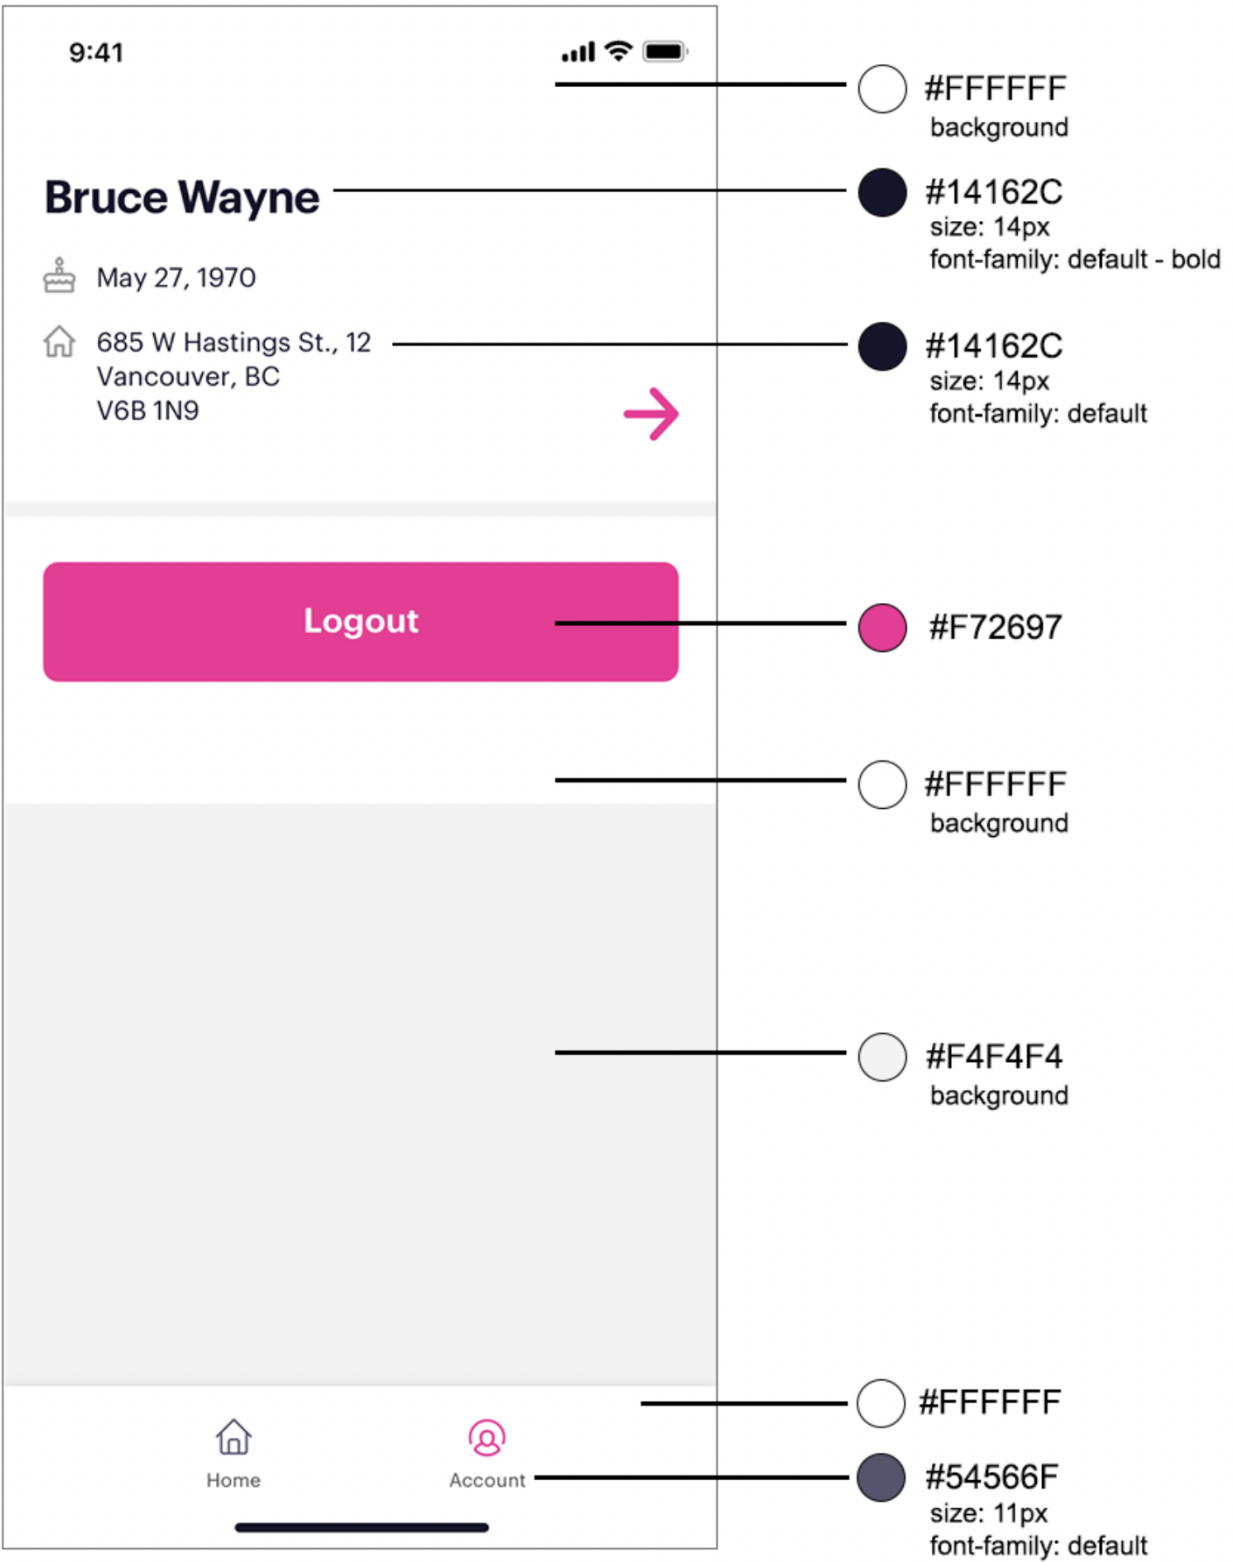 9:41
#FFFFFF
background
Bruce Wayne
#14162C
size: 14px
font-family: default - bold
May 27, 1970
685 W Hastings St., 12
Vancouver, BC
V6B 1N9
#14162C
size: 14px
font-family: default
Logout
#F72697
#FFFFFF
background
#F4F4F4
background
#FFFFFF
Home
Account
#54566F
size: 11px
font-family: default